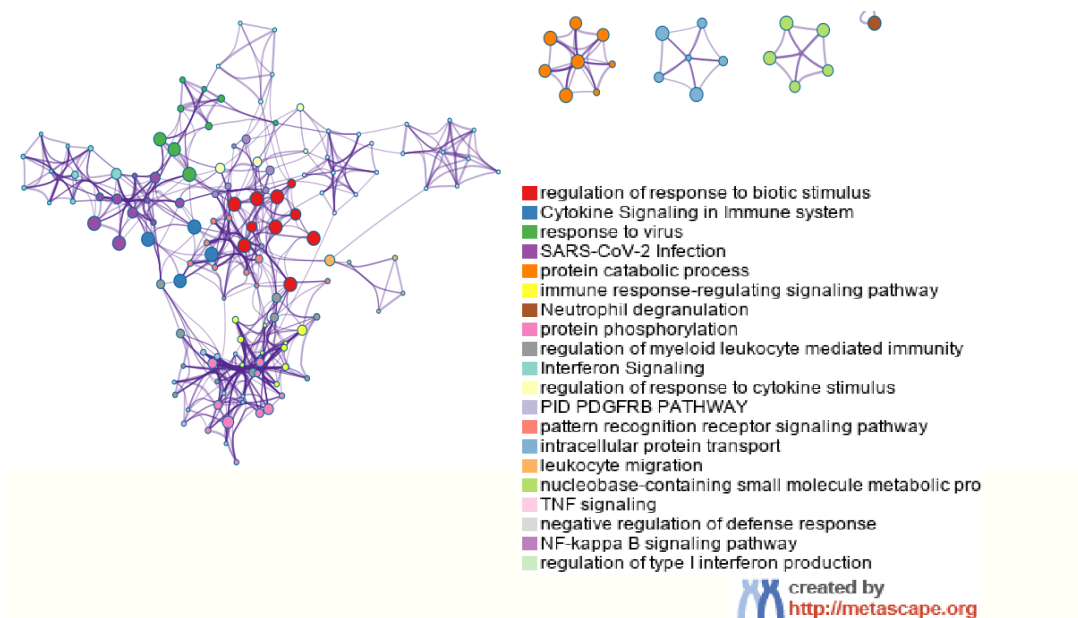 regulation of response to biotic stimulus
Cytokine Signaling in Immune system
response to virus
SARS-CoV-2 Infection
protein catabolic process
immune response-regulating signaling pathway
Neutrophil degranulation
protein phosphorylation
regulation of myeloid leukocyte mediated immunity
Interferon Signaling
regulation of response to cytokine stimulus
PID PDGFRB PATHWAY
pattern recognition receptor signaling pathway
intracellular protein transport
leukocyte migration
nucleobase-containing small molecule metabolic pro
TNF signaling
negative regulation of defense response
NF-kappa B signaling pathway
regulation of type I interferon production
created by
http://metascape.org